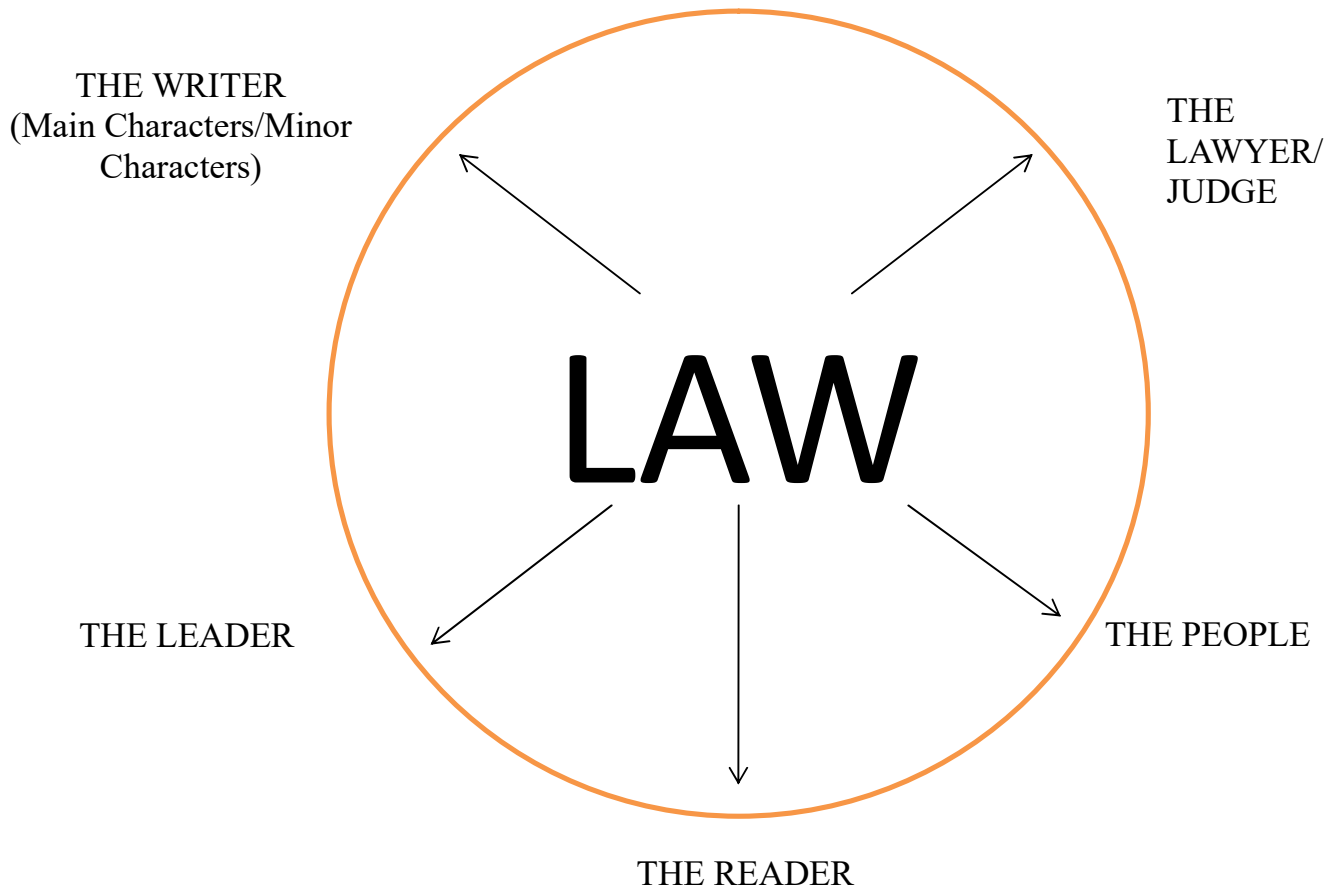 THE WRITER
(Main Characters/Minor
Characters)
THE
LAWYER/
JUDGE
LAW
THE LEADER
THE PEOPLE
THE READER